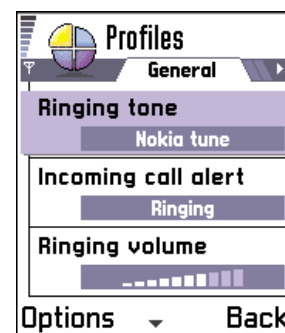 Profiles
General
Ringing tone
Nokia tune
Incoming call alert
Ringing
Ringing volume
Options Back